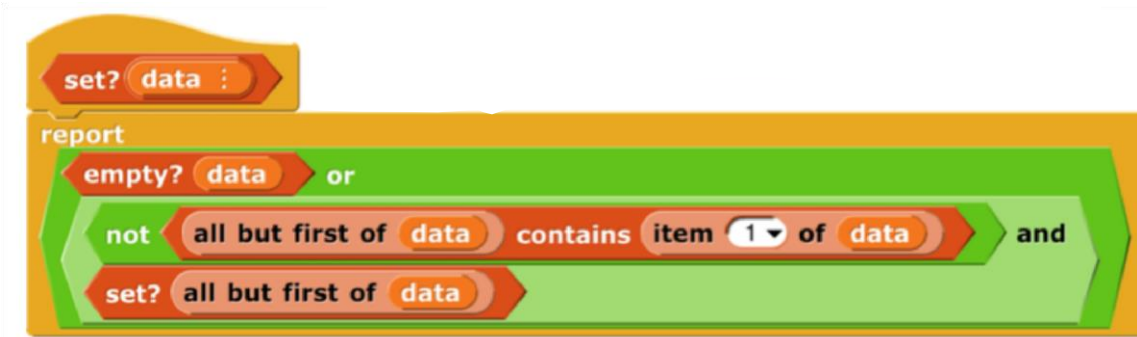 set? data ⋮
report
empty? data or
not all but first of data contains item 1 of data and
set? all but first of data